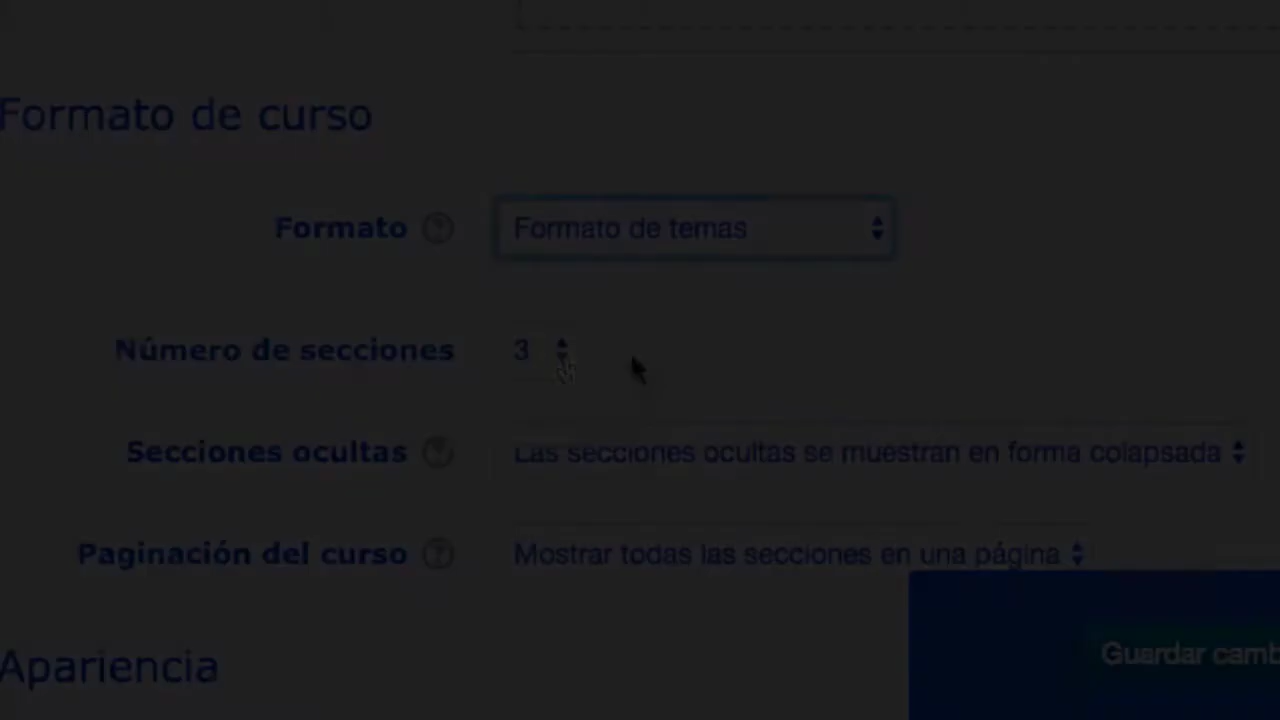 Formato de curso
Formato
Formato de temas
Número de secciones
3
Secciones ocultas
Las secciones ocultas se muestran en forma colapsada
Paginación del curso
Mostrar todas las secciones en una página
Apariencia
Guardar camb